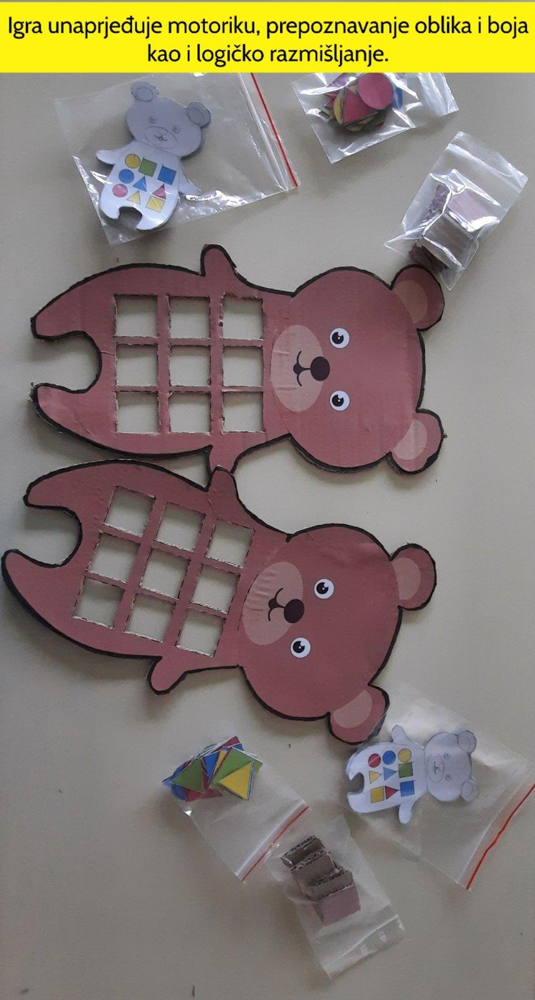 Igra unaprjeđuje motoriku, prepoznavanje oblika i boja
kao i logičko razmišljanje.